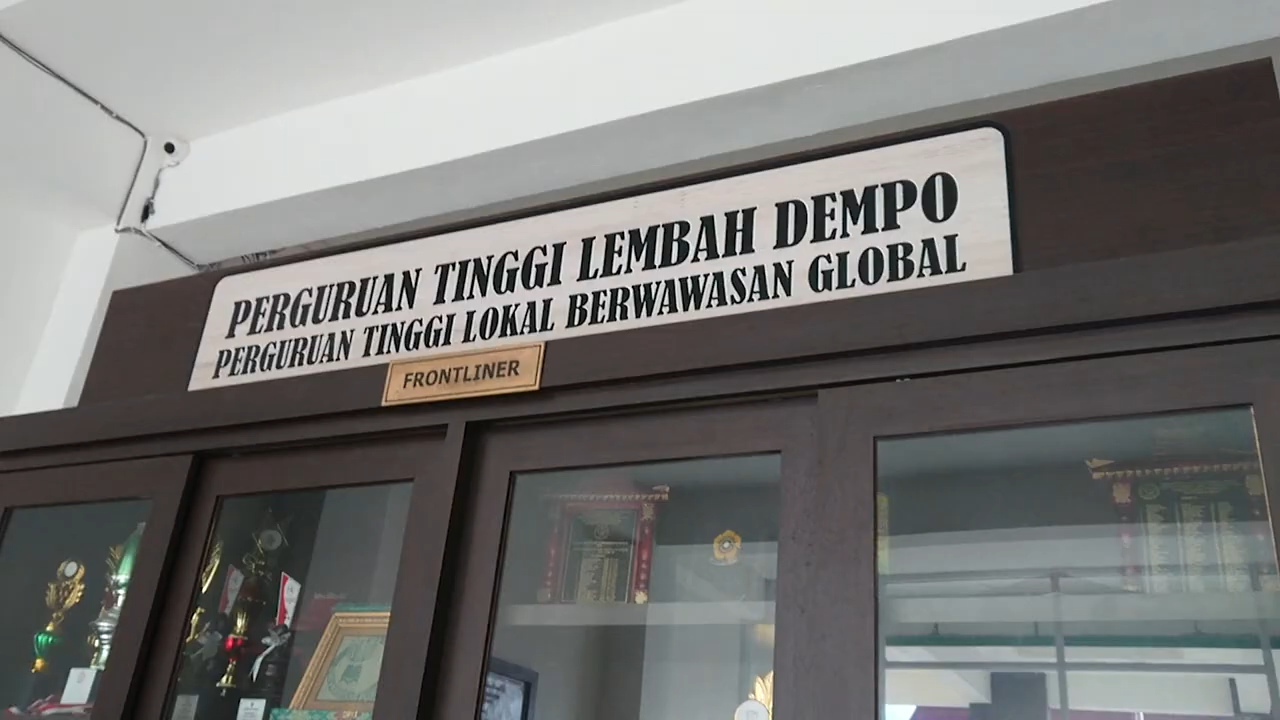 PERGURUAN TINGGI LEMBAH DEMPO
PERGURUAN TINGGI LOKAL BERWAWASAN GLOBAL
FRONTLINER